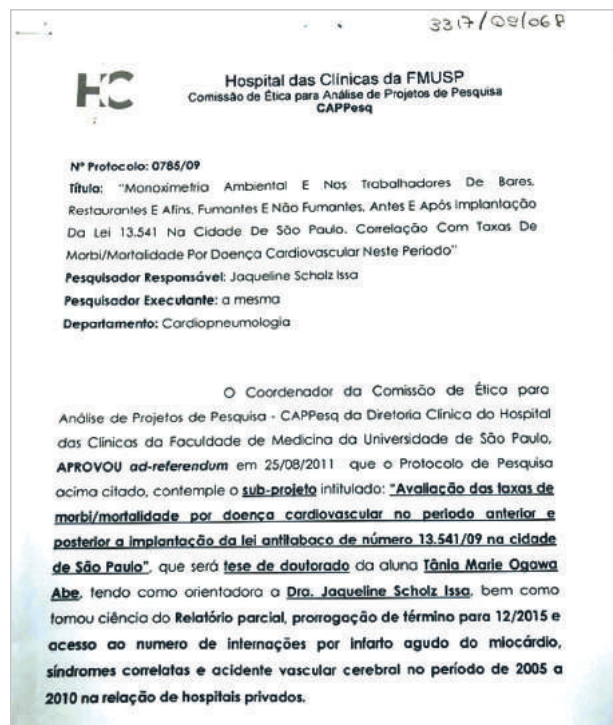 3317/09/068
HC
Hospital das Clínicas da FMUSP
Comissão de Ética para Análise de Projetos de Pesquisa
CAPPesq
Nº Protocolo: 0785/09
Título: "Monoximetria Ambiental E Nos Trabalhadores De Bares,
Restaurantes E Afins, Fumantes E Não Fumantes, Antes E Após Implantação
Da Lei 13.541 Na Cidade De São Paulo. Correlação Com Taxas De
Morbi/Mortalidade Por Doença Cardiovascular Neste Período"
Pesquisador Responsável: Jaqueline Scholz Issa
Pesquisador Executante: a mesma
Departamento: Cardiopneumologia
O Coordenador da Comissão de Ética para
Análise de Projetos de Pesquisa - CAPPesq da Diretoria Clínica do Hospital
das Clínicas da Faculdade de Medicina da Universidade de São Paulo,
APROVOU ad-referendum em 25/08/2011 que o Protocolo de Pesquisa
acima citado, contemple o sub-projeto intitulado: "Avaliação das taxas de
morbi/mortalidade por doença cardiovascular no período anterior e
posterior a implantação da lei antitabaco de número 13.541/09 na cidade
de São Paulo", que será tese de doutorado da aluna Tânia Marie Ogawa
Abe, tendo como orientadora a Dra. Jaqueline Scholz Issa, bem como
tomou ciência do Relatório parcial, prorrogação de término para 12/2015 e
acesso ao numero de internações por infarto agudo do miocárdio,
síndromes correlatas e acidente vascular cerebral no período de 2005 a
2010 na relação de hospitais privados.